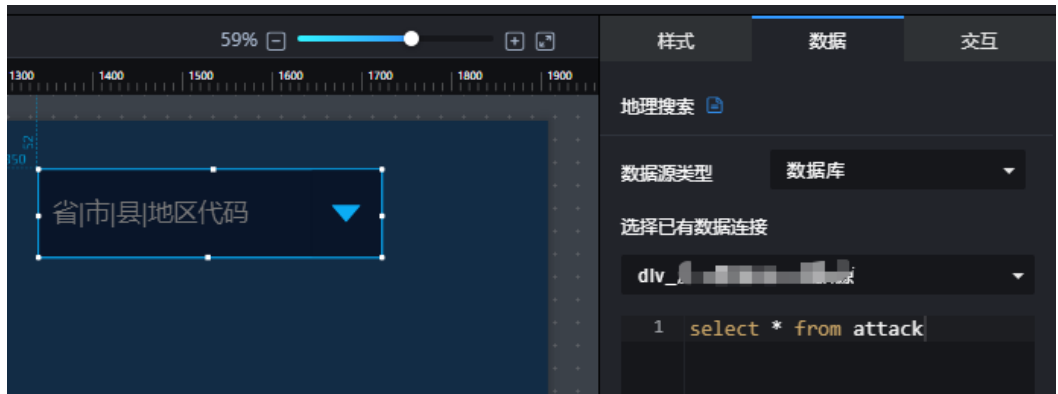 59%
样式 数据 交互
1300 1400 1500 1600 1700 1800 1900
地理搜索
52
数据源类型 数据库
省|市|县|地区代码
选择已有数据连接
dlv_
1 select * from attack